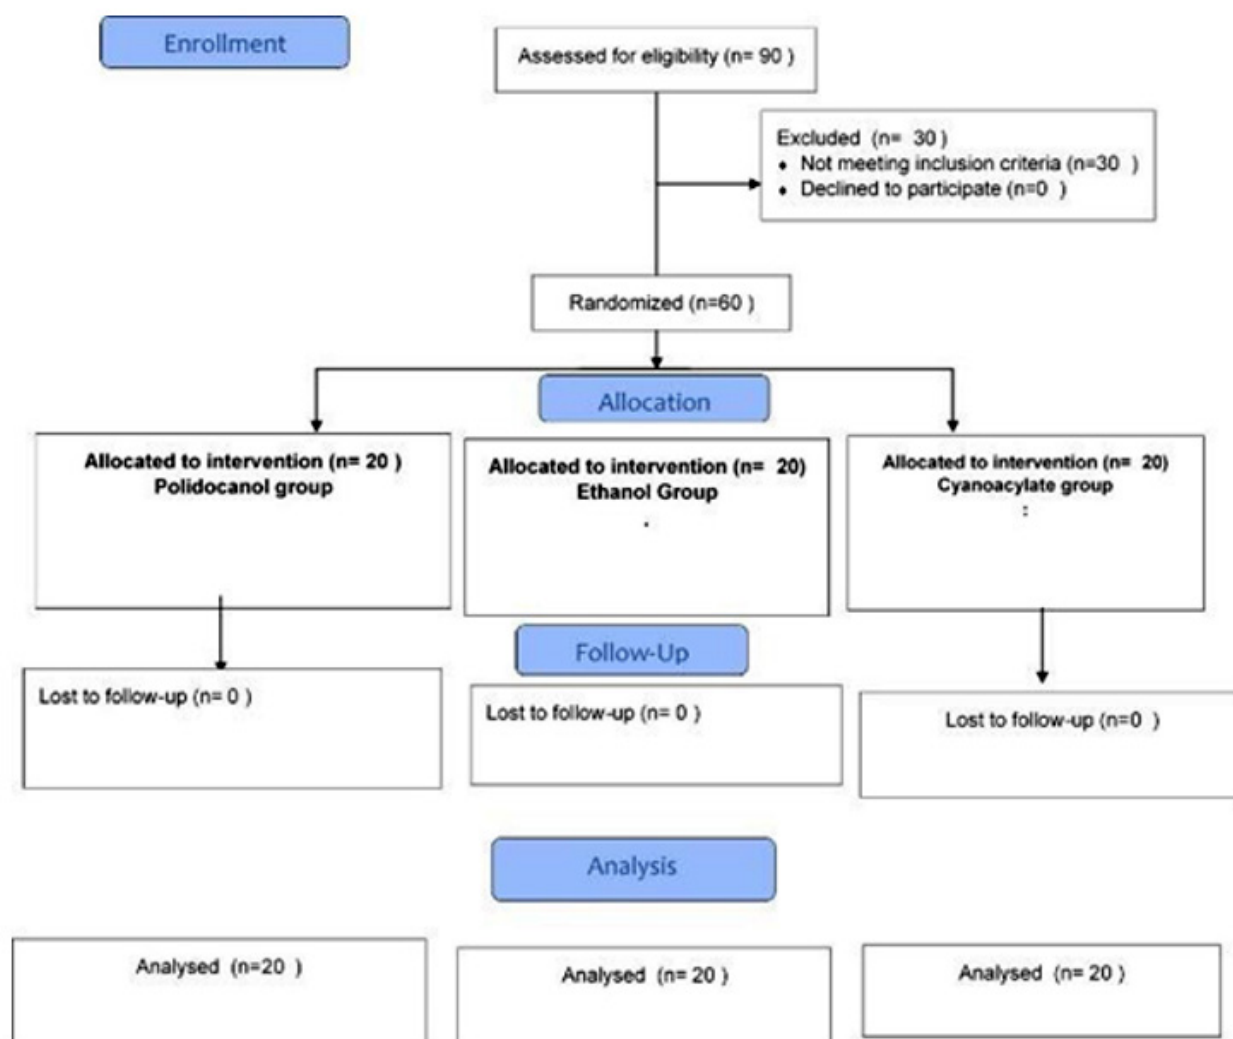 Enrollment
Assessed for eligibility (n= 90 )
Excluded (n= 30 )
♦ Not meeting inclusion criteria (n=30 )
♦ Declined to participate (n=0 )
Randomized (n=60 )
Allocation
Allocated to intervention (n= 20 )
Polidocanol group
Allocated to intervention (n= 20)
Ethanol Group
.
Allocated to intervention (n= 20)
Cyanoacylate group
:
Follow-Up
Lost to follow-up (n= 0 )
Lost to follow-up (n= 0 )
Lost to follow-up (n=0 )
Analysis
Analysed (n=20 )
Analysed (n= 20 )
Analysed (n= 20 )